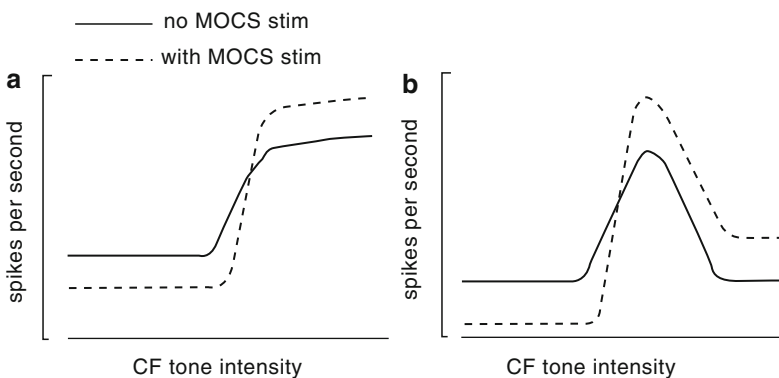 no MOCS stim
with MOCS stim
a
b
spikes per second
spikes per second
CF tone intensity
CF tone intensity